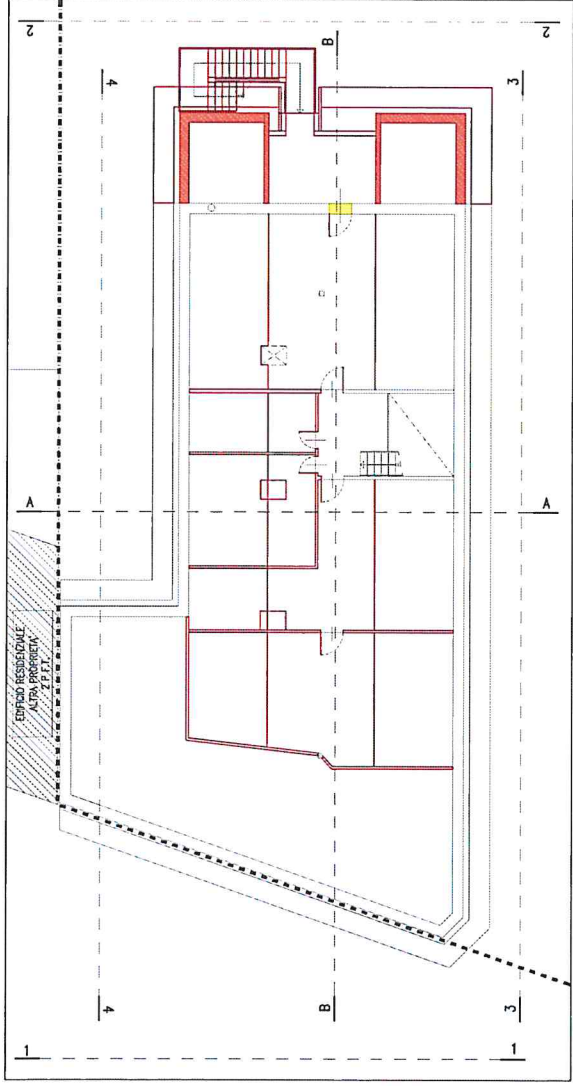 2
2
B
4
3
A
A
EDIFICIO RESIDENZIALE
ALTRA PROPRIETA'
2 P.F.T.
4
B
3
1
1